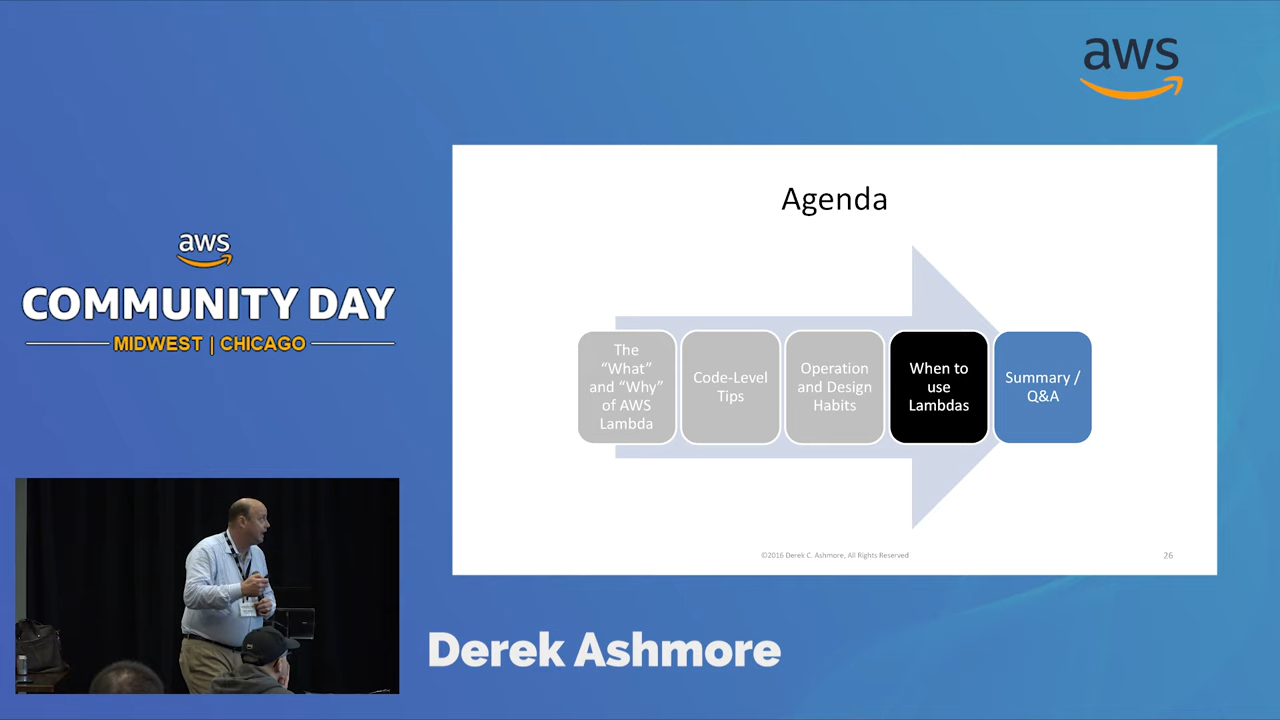 aws
aws
COMMUNITY DAY
MIDWEST | CHICAGO
Agenda
The
“What”
and “Why”
of AWS
Lambda
Code-Level
Tips
Operation
and Design
Habits
When to
use
Lambdas
Summary /
Q&A
©2016 Derek C. Ashmore, All Rights Reserved
26
Derek Ashmore